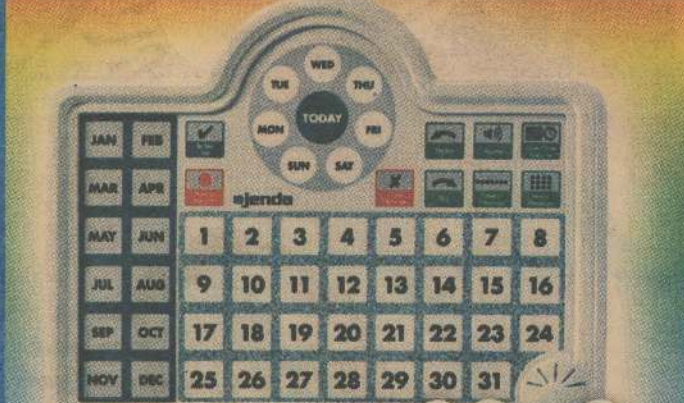 WED
TUE THU
TODAY
MON FRI
SUN SAT
ejenda
JAN FEB
MAR APR
MAY JUN 1 2 3 4 5 6 7 8
JUL AUG 9 10 11 12 13 14 15 16
SEP OCT 17 18 19 20 21 22 23 24
NOV DEC 25 26 27 28 29 30 31